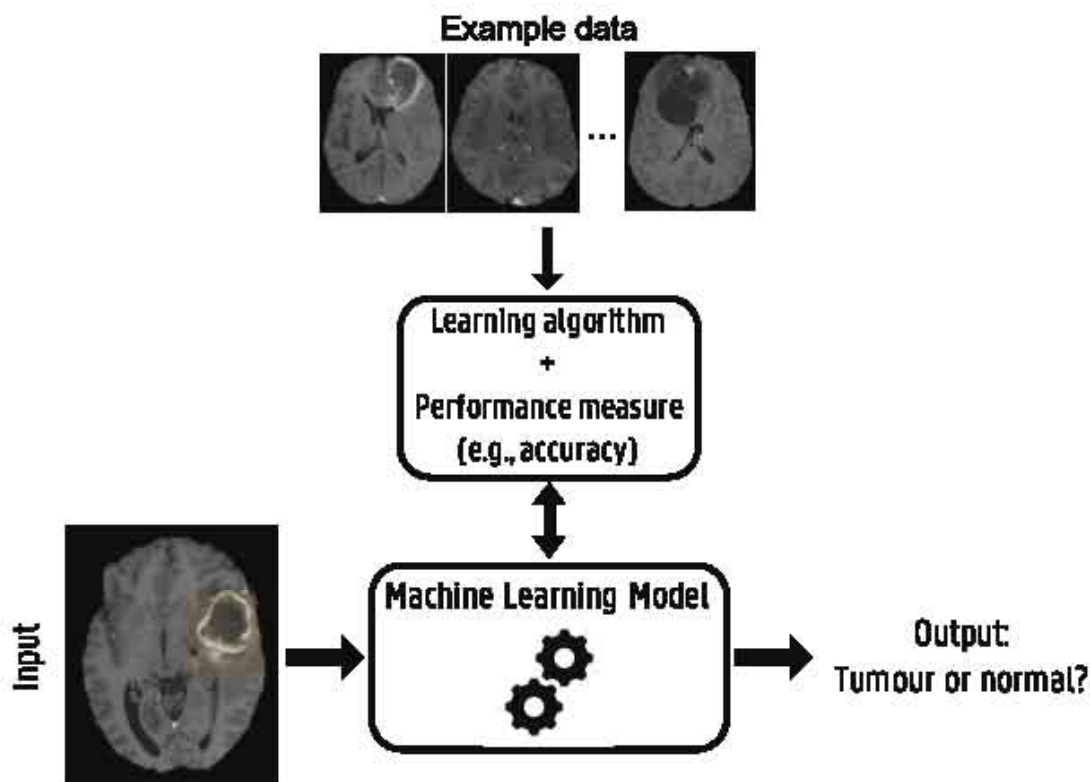 Example data
...
Learning algorithm
+
Performance measure
(e.g., accuracy)
Input
Machine Learning Model
Output:
Tumour or normal?